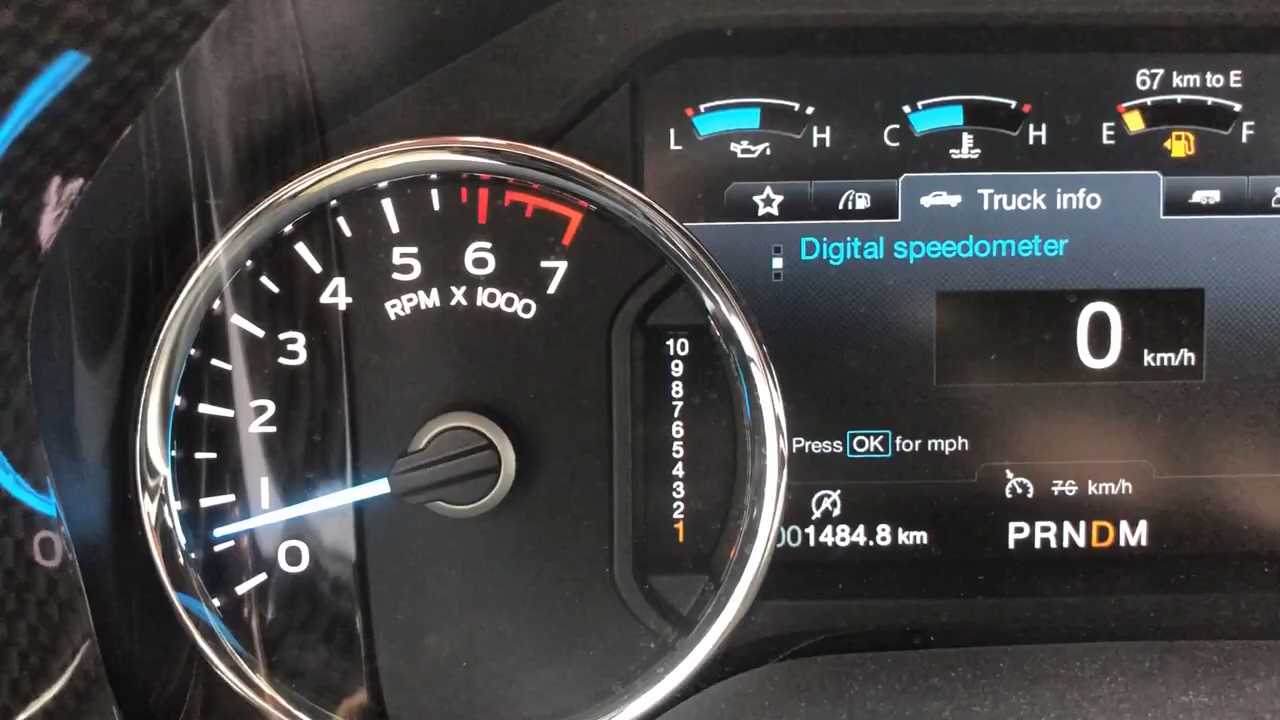 67 km to E
L H C H E F
Truck info
Digital speedometer
0 km/h
Press OK for mph
76 km/h
001484.8 km
PRNDM
0
1
2
3
4
5
6
7
RPM X 1000
10
9
8
7
6
5
4
3
2
1
0